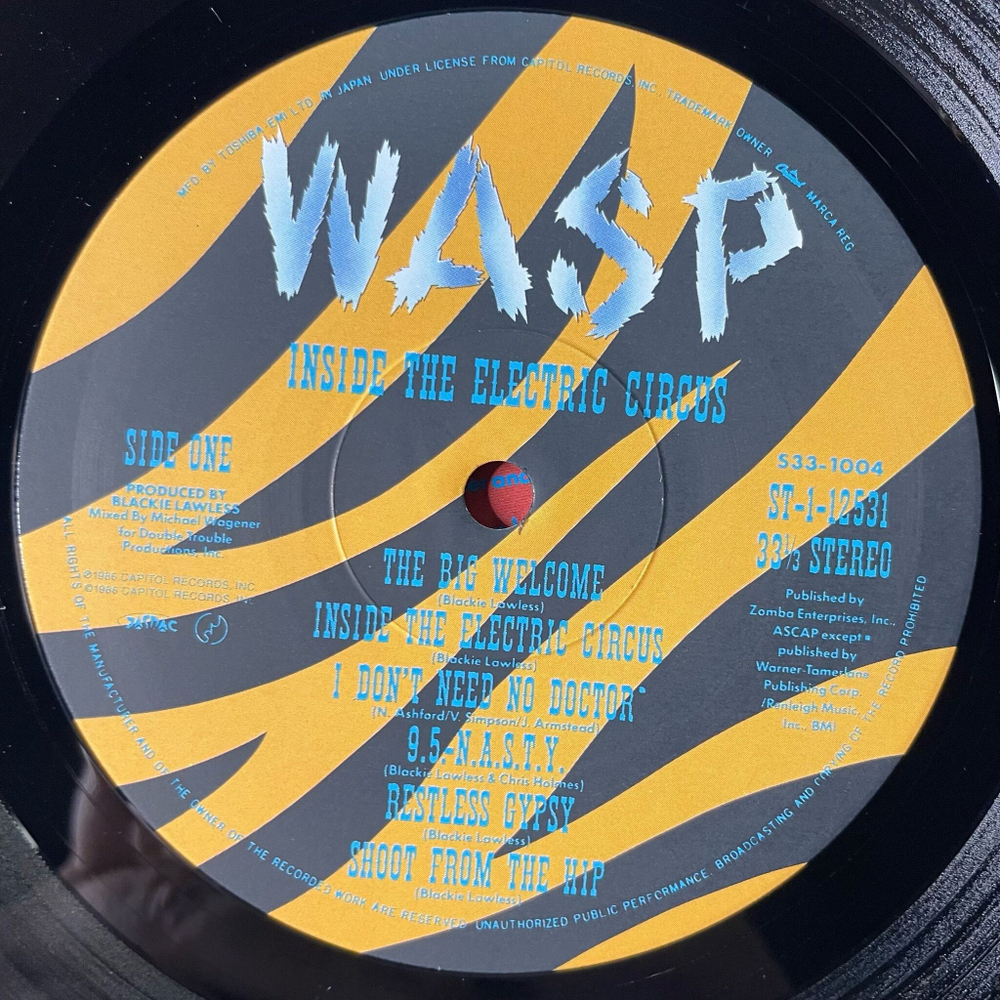 MFD. BY TOSHIBA-EMI LTD. IN JAPAN UNDER LICENSE FROM CAPITOL RECORDS, INC., TRADEMARK OWNER Capitol MARCA REG
WASP
INSIDE THE ELECTRIC CIRCUS
SIDE ONE
PRODUCED BY
BLACKIE LAWLESS
Mixed By Michael Wagener
for Double Trouble
Productions, Inc.
℗1986 CAPITOL RECORDS, INC.
©1986 CAPITOL RECORDS, INC.
S33-1004
ST-1-12531
33⅓ STEREO
Published by
Zomba Enterprises, Inc.,
ASCAP except ▪
published by
Warner-Tamerlane
Publishing Corp.
/Renleigh Music,
Inc., BMI
THE BIG WELCOME
(Blackie Lawless)
INSIDE THE ELECTRIC CIRCUS
(Blackie Lawless)
I DON'T NEED NO DOCTOR▪
(N. Ashford/V. Simpson/J. Armstead)
9.5.-N.A.S.T.Y.
(Blackie Lawless & Chris Holmes)
RESTLESS GYPSY
(Blackie Lawless)
SHOOT FROM THE HIP
(Blackie Lawless)
ALL RIGHTS OF THE MANUFACTURER AND OF THE OWNER OF THE RECORDED WORK ARE RESERVED. UNAUTHORIZED PUBLIC PERFORMANCE, BROADCASTING AND COPYING OF THE RECORD PROHIBITED